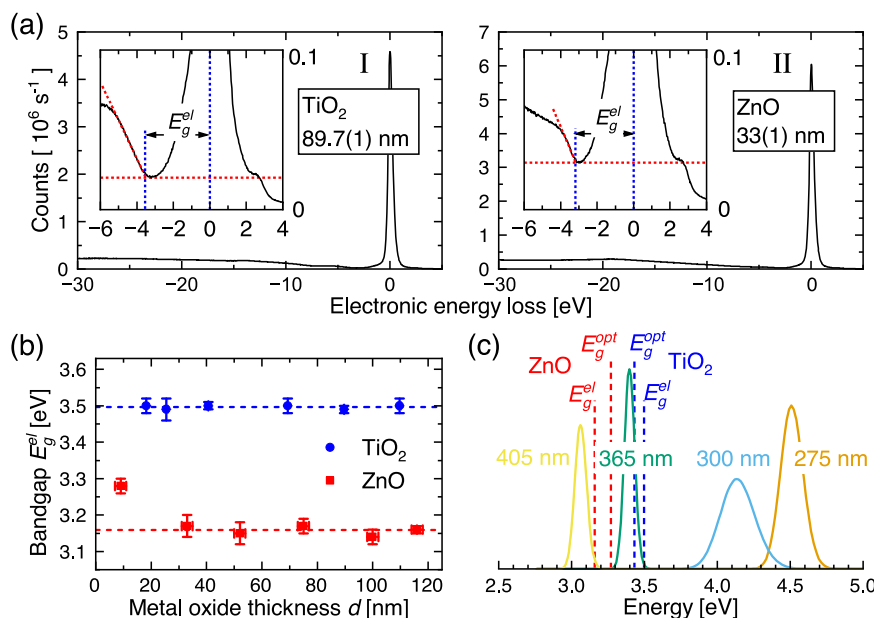 (a)
Counts [ 10⁶ s⁻¹ ]
5
4
3
2
1
0
I
TiO₂
89.7(1) nm
E_g^el
0.1
0
−6 −4 −2 0 2 4
−30 −20 −10 0
7
6
5
4
3
2
1
0
II
ZnO
33(1) nm
E_g^el
0.1
0
−6 −4 −2 0 2 4
−30 −20 −10 0
Electronic energy loss [eV]
(b)
Bandgap E_g^el [eV]
3.6
3.5
3.4
3.3
3.2
3.1
TiO₂
ZnO
0 20 40 60 80 100 120
Metal oxide thickness d [nm]
(c)
ZnO E_g^opt E_g^opt TiO₂
E_g^el E_g^el
405 nm 365 nm 300 nm 275 nm
2.5 3.0 3.5 4.0 4.5 5.0
Energy [eV]